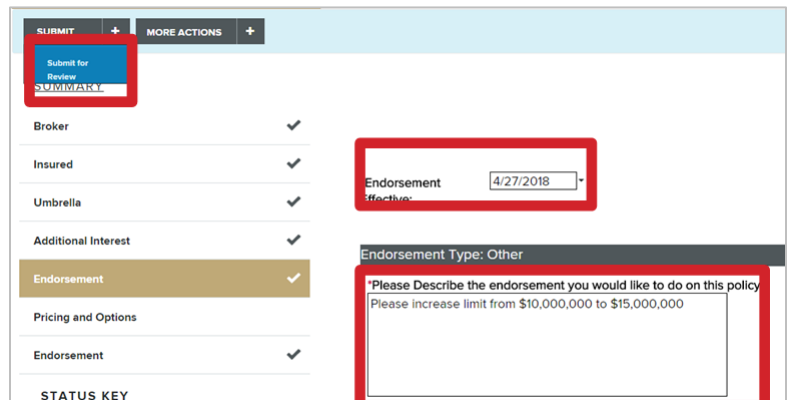 SUBMIT + MORE ACTIONS +
Submit for
Review
SUMMARY
Broker
Insured
Umbrella
Additional Interest
Endorsement
Pricing and Options
Endorsement
STATUS KEY
Endorsement 4/27/2018
Effective:
Endorsement Type: Other
*Please Describe the endorsement you would like to do on this policy
Please increase limit from $10,000,000 to $15,000,000